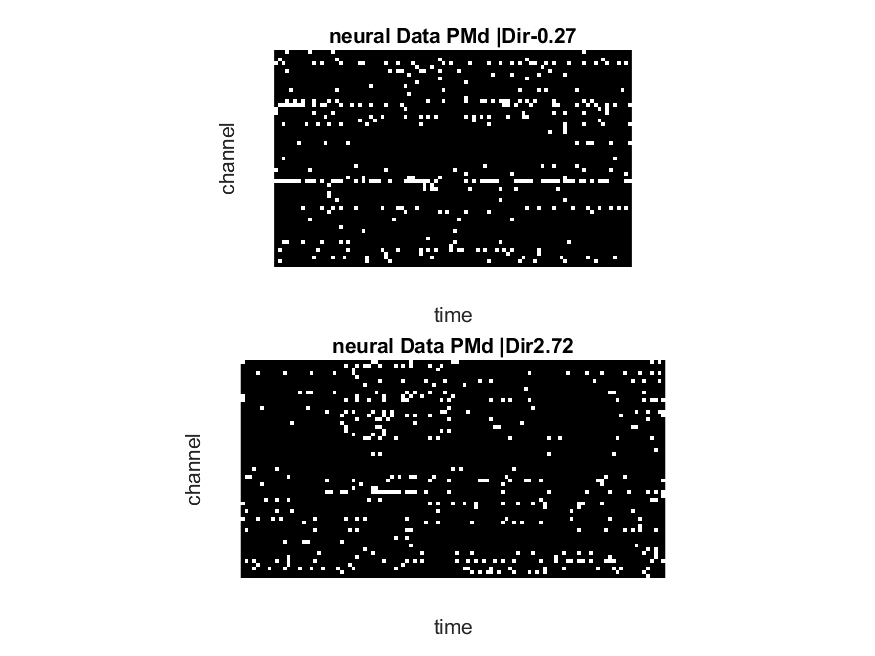 neural Data PMd |Dir-0.27
channel
time
neural Data PMd |Dir2.72
channel
time